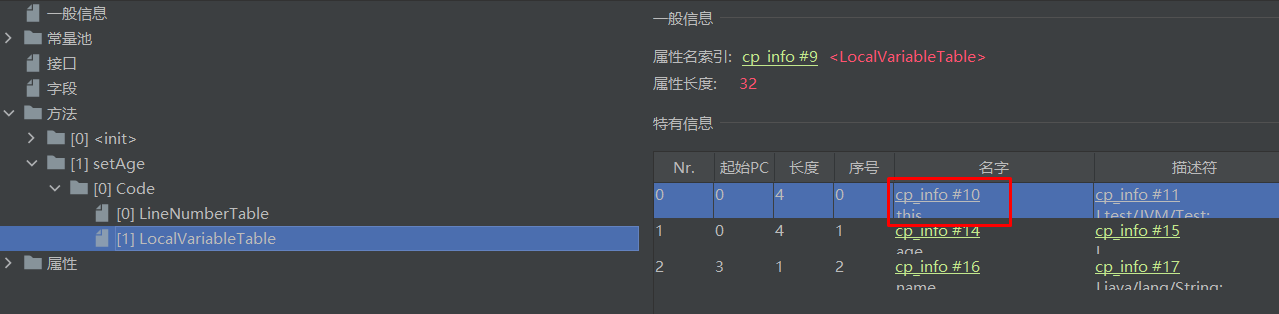 一般信息
常量池
接口
字段
方法
[0] <init>
[1] setAge
[0] Code
[0] LineNumberTable
[1] LocalVariableTable
属性
一般信息
属性名索引: cp_info #9 <LocalVariableTable>
属性长度: 32
特有信息
Nr. 起始PC 长度 序号 名字 描述符
0 0 4 0 cp_info #10 cp_info #11
this Ltest/JVM/Test;
1 0 4 1 cp_info #14 cp_info #15
age I
2 3 1 2 cp_info #16 cp_info #17
name Ljava/lang/String;